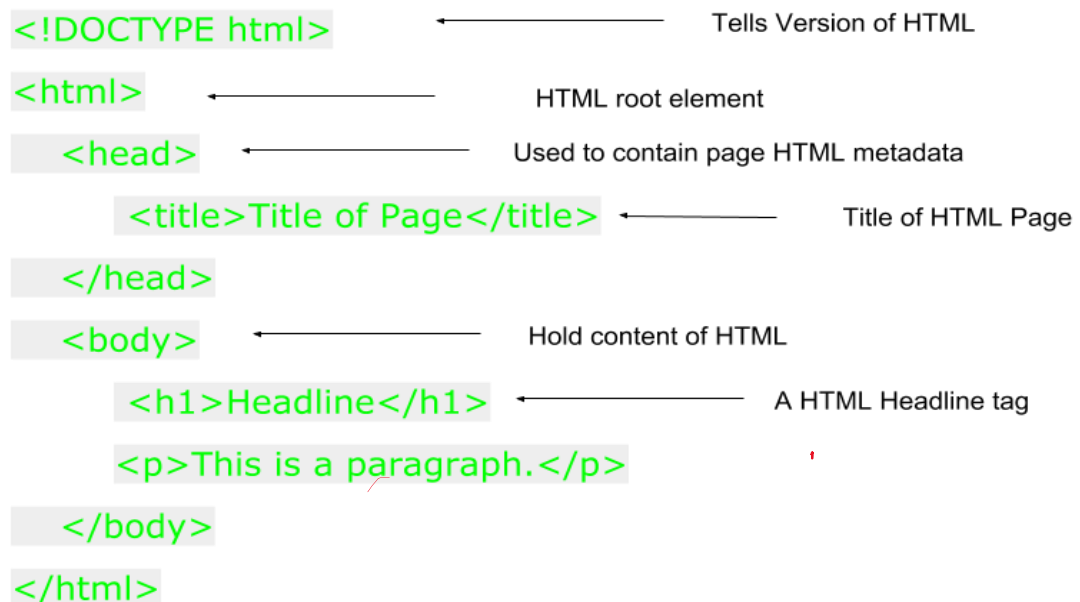 <!DOCTYPE html> Tells Version of HTML
<html> HTML root element
<head> Used to contain page HTML metadata
<title>Title of Page</title> Title of HTML Page
</head>
<body> Hold content of HTML
<h1>Headline</h1> A HTML Headline tag
<p>This is a paragraph.</p>
</body>
</html>